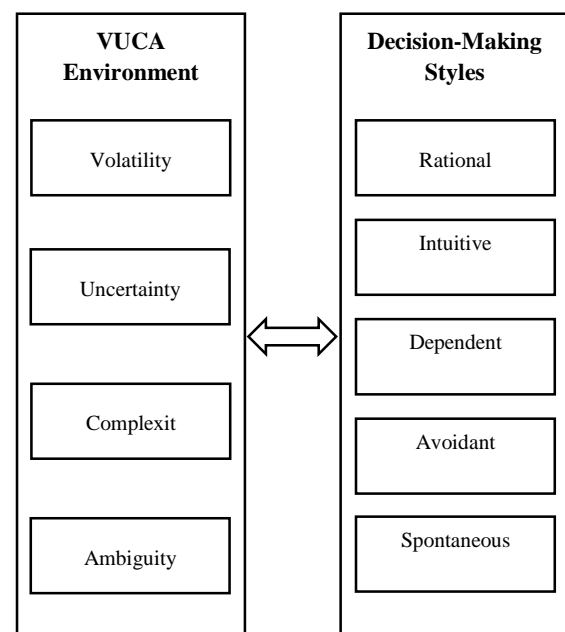 VUCA
Environment
Volatility
Uncertainty
Complexit
Ambiguity
Decision-Making
Styles
Rational
Intuitive
Dependent
Avoidant
Spontaneous